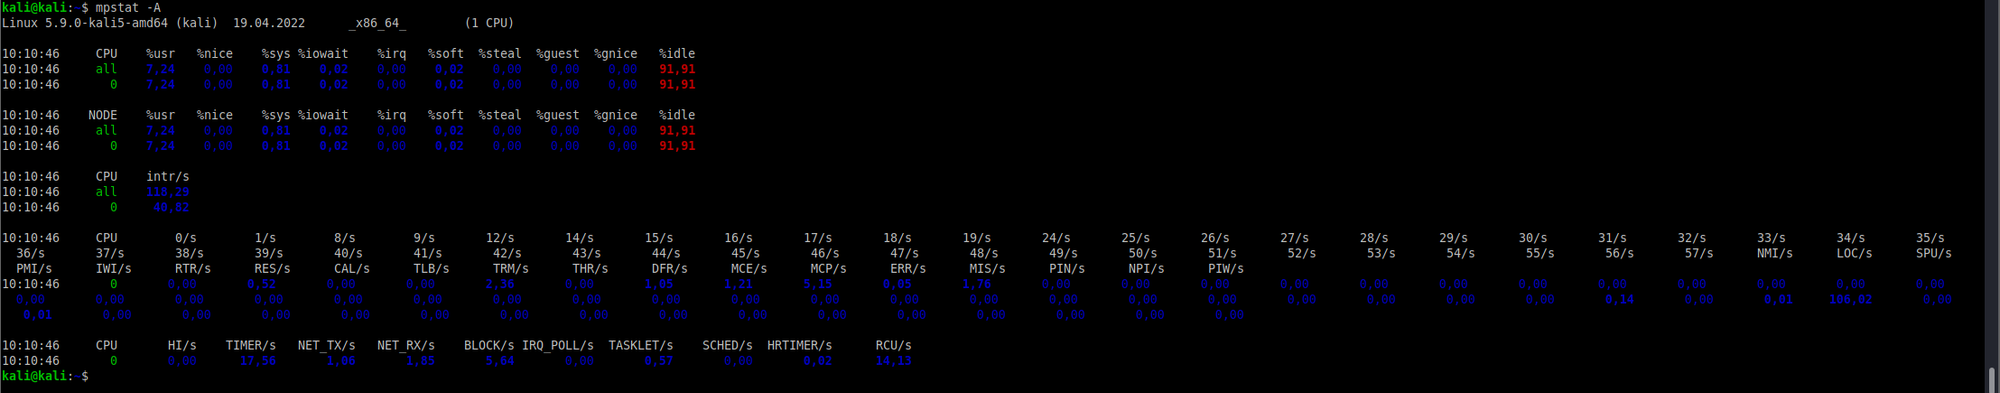 kali@kali:~$ mpstat -A
Linux 5.9.0-kali5-amd64 (kali) 19.04.2022 _x86_64_ (1 CPU)
10:10:46 CPU %usr %nice %sys %iowait %irq %soft %steal %guest %gnice %idle
10:10:46 all 7,24 0,00 0,81 0,02 0,00 0,02 0,00 0,00 0,00 91,91
10:10:46 0 7,24 0,00 0,81 0,02 0,00 0,02 0,00 0,00 0,00 91,91
10:10:46 NODE %usr %nice %sys %iowait %irq %soft %steal %guest %gnice %idle
10:10:46 all 7,24 0,00 0,81 0,02 0,00 0,02 0,00 0,00 0,00 91,91
10:10:46 0 7,24 0,00 0,81 0,02 0,00 0,02 0,00 0,00 0,00 91,91
10:10:46 CPU intr/s
10:10:46 all
10:10:46 0 40,82
10:10:46 CPU 0/s 1/s 8/s 9/s 12/s 14/s 15/s 16/s 17/s 18/s 19/s 24/s 25/s 26/s 27/s 28/s 29/s 30/s 31/s 32/s 33/s 34/s 35/s
36/s 37/s 38/s 39/s 40/s 41/s 42/s 43/s 44/s 45/s 46/s 47/s 48/s 49/s 50/s 51/s 52/s 53/s 54/s 55/s 56/s 57/s NMI/s LOC/s SPU/s
PMI/s IWI/s RTR/s RES/s CAL/s TLB/s TRM/s THR/s DFR/s MCE/s MCP/s ERR/s MIS/s PIN/s NPI/s PIW/s
10:10:46 0 0,00 0,52 0,00 0,00 2,36 0,00 1,05 1,21 5,15 0,05 1,76 0,00 0,00 0,00 0,00 0,00 0,00 0,00 0,00 0,00 0,00 0,00 0,00
0,00 0,00 0,00 0,00 0,00 0,00 0,00 0,00 0,00 0,00 0,00 0,00 0,00 0,00 0,00 0,00 0,00 0,00 0,00 0,00 0,14 0,00 0,01 106,02 0,00
0,01 0,00 0,00 0,00 0,00 0,00 0,00 0,00 0,00 0,00 0,00 0,00 0,00 0,00 0,00 0,00
10:10:46 CPU HI/s TIMER/s NET_TX/s NET_RX/s BLOCK/s IRQ_POLL/s TASKLET/s SCHED/s HRTIMER/s RCU/s
10:10:46 0 0,00 17,56 1,06 1,85 5,64 0,00 0,57 0,00 0,02 14,13
kali@kali:~$